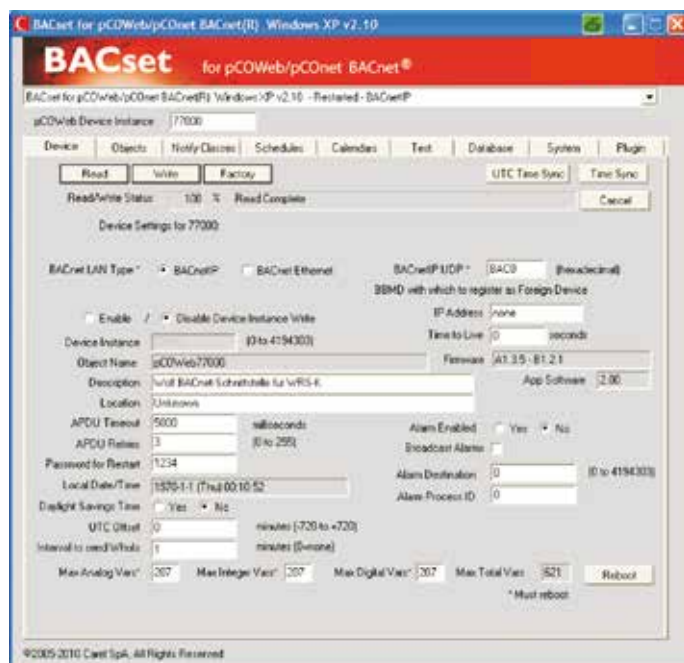 BACset for pCOWeb/pCOnet BACnet(R) Windows XP v2.10
BACset for pCOWeb/pCOnet BACnet®
BACset for pCOWeb/pCOnet BACnet(R) Windows XP v2.10 - Restarted - BACnetIP
pCOWeb Device Instance 77000
Device Objects Notify Classes Schedules Calendars Test Database System Plugin
Read Write Factory UTC Time Sync Time Sync
Read/Write Status 100 % Read Complete Cancel
Device Settings for 77000:
BACnet LAN Type * BACnetIP BACnet Ethernet BACnetIP UDP * BAC0 (hexadecimal)
BBMD with which to register as Foreign Device
Enable / Disable Device Instance Write IP Address none
Device Instance (0 to 4194303) Time to Live 0 seconds
Object Name pCOWeb77000 Firmware A1.3.5 - B1.2.1
Description Wolf BACnet Schnittstelle für WRS-K App Software 2.00
Location Unknown
APDU Timeout 5000 milliseconds Alarm Enabled Yes No
APDU Retries 3 (0 to 255) Broadcast Alarms
Password for Restart 1234 Alarm Destination 0 (0 to 4194303)
Local Date/Time 1970-1-1 (Thu) 00:10:52 Alarm Process ID 0
Daylight Savings Time Yes No
UTC Offset 0 minutes (-720 to +720)
Interval to send WhoIs 1 minutes (0=none)
Max Analog Vars* 207 Max Integer Vars* 207 Max Digital Vars* 207 Max Total Vars 621 Reboot
* Must reboot
©2005-2010 Carel SpA, All Rights Reserved